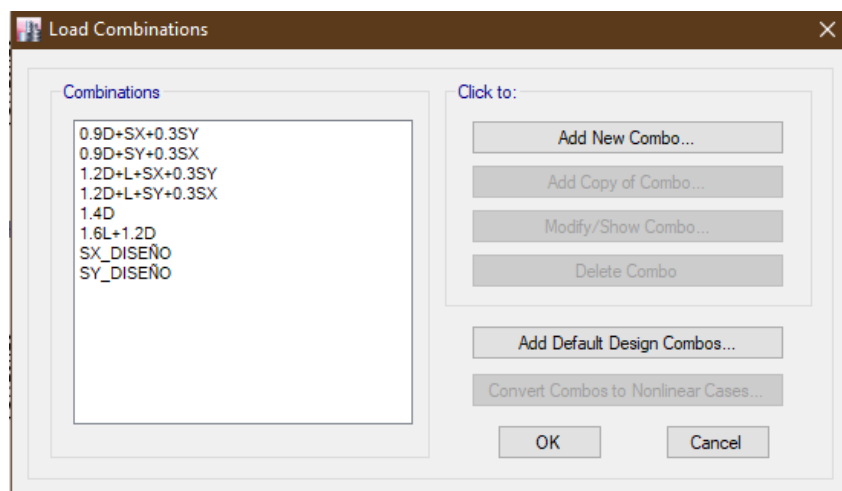 Load Combinations
Combinations
0.9D+SX+0.3SY
0.9D+SY+0.3SX
1.2D+L+SX+0.3SY
1.2D+L+SY+0.3SX
1.4D
1.6L+1.2D
SX_DISEÑO
SY_DISEÑO
Click to:
Add New Combo...
Add Copy of Combo...
Modify/Show Combo...
Delete Combo
Add Default Design Combos...
Convert Combos to Nonlinear Cases...
OK
Cancel